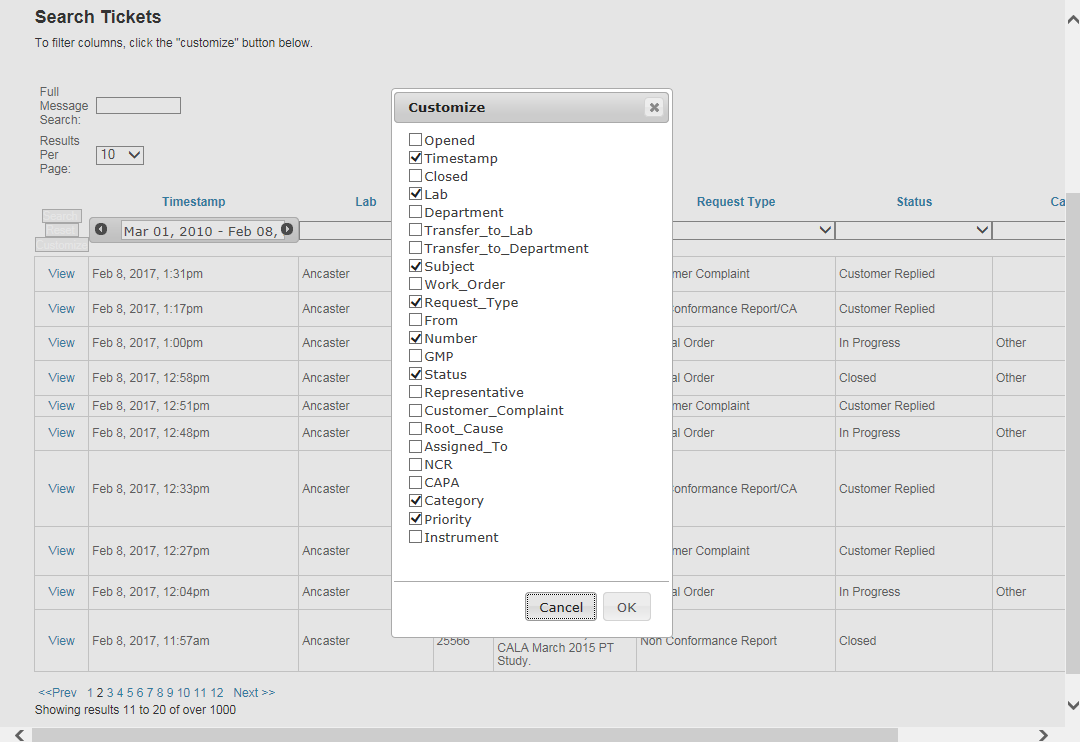 Search Tickets
To filter columns, click the "customize" button below.
Full
Message
Search:
Results
Per
Page:
10
Customize
Opened
Timestamp
Closed
Lab
Department
Transfer_to_Lab
Transfer_to_Department
Subject
Work_Order
Request_Type
From
Number
GMP
Status
Representative
Customer_Complaint
Root_Cause
Assigned_To
NCR
CAPA
Category
Priority
Instrument
Cancel OK
Timestamp Lab Request Type Status Ca
Mar 01, 2010 - Feb 08,
View Feb 8, 2017, 1:31pm Ancaster mer Complaint Customer Replied
View Feb 8, 2017, 1:17pm Ancaster onformance Report/CA Customer Replied
View Feb 8, 2017, 1:00pm Ancaster al Order In Progress Other
View Feb 8, 2017, 12:58pm Ancaster al Order Closed Other
View Feb 8, 2017, 12:51pm Ancaster mer Complaint Customer Replied
View Feb 8, 2017, 12:48pm Ancaster al Order In Progress Other
View Feb 8, 2017, 12:33pm Ancaster onformance Report/CA Customer Replied
View Feb 8, 2017, 12:27pm Ancaster mer Complaint Customer Replied
View Feb 8, 2017, 12:04pm Ancaster al Order In Progress Other
View Feb 8, 2017, 11:57am Ancaster 25566 Non Conformance Report Closed
CALA March 2015 PT
Study.
<<Prev 1 2 3 4 5 6 7 8 9 10 11 12 Next >>
Showing results 11 to 20 of over 1000